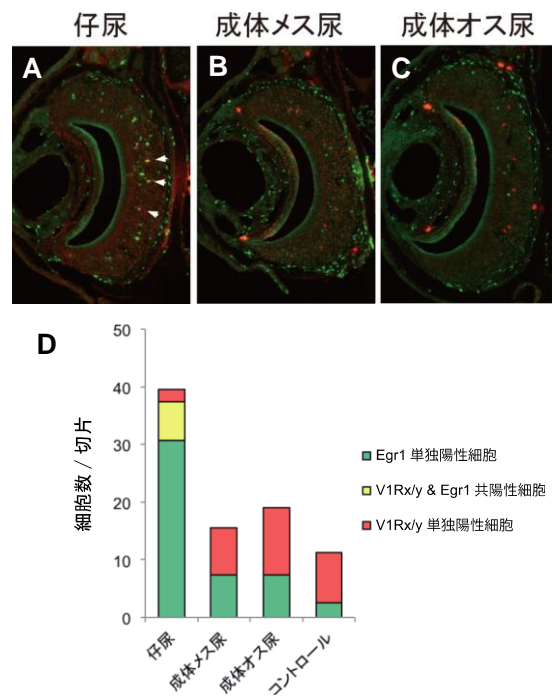 仔尿
成体メス尿
成体オス尿
A
B
C
D
50
40
30
20
10
0
細胞数 / 切片
仔尿
成体メス尿
成体オス尿
コントロール
Egr1 単独陽性細胞
V1Rx/y & Egr1 共陽性細胞
V1Rx/y 単独陽性細胞